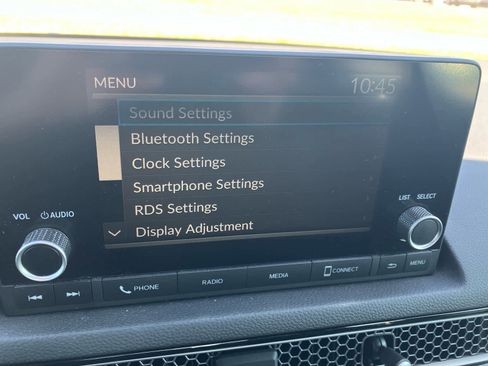 MENU 10:45
Sound Settings
Bluetooth Settings
Clock Settings
Smartphone Settings
RDS Settings
Display Adjustment
VOL AUDIO
LIST SELECT
PHONE RADIO MEDIA CONNECT MENU